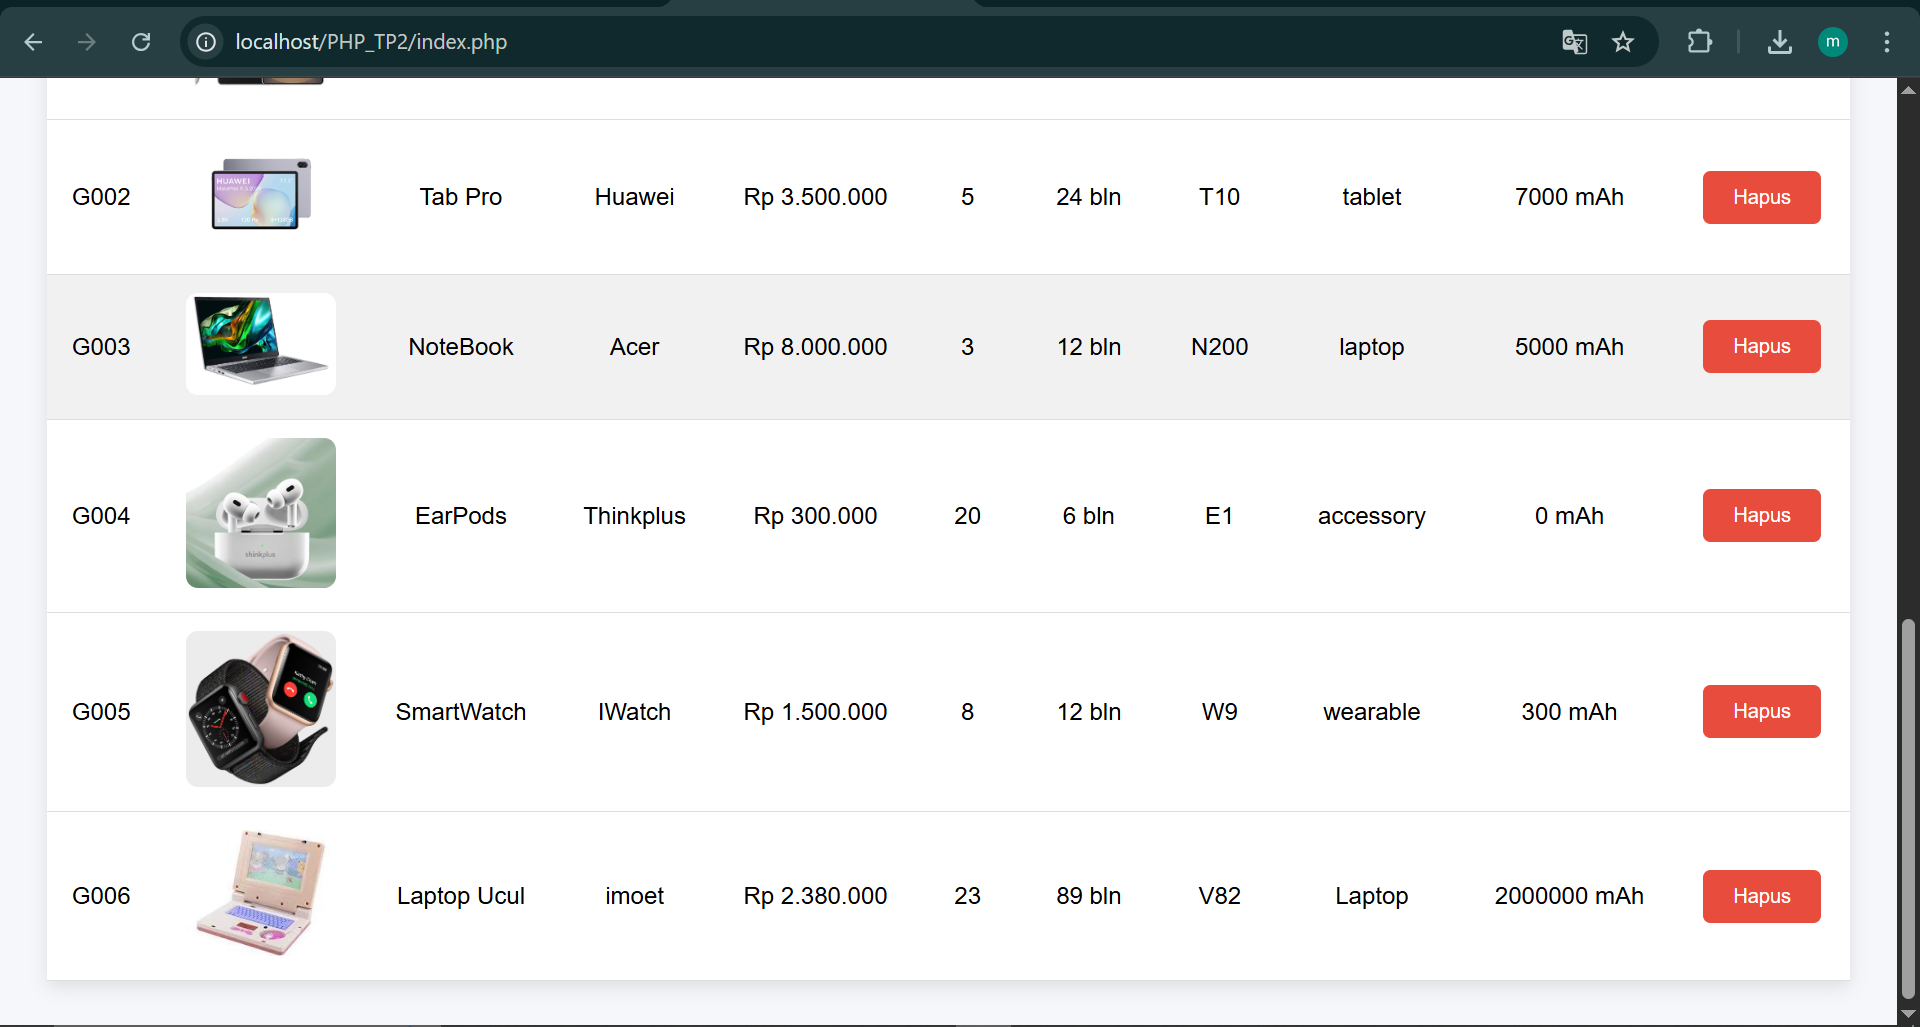 localhost/PHP_TP2/index.php
m
G002 HUAWEI Tab Pro Huawei Rp 3.500.000 5 24 bln T10 tablet 7000 mAh Hapus
G003 NoteBook Acer Rp 8.000.000 3 12 bln N200 laptop 5000 mAh Hapus
G004 thinkplus EarPods Thinkplus Rp 300.000 20 6 bln E1 accessory 0 mAh Hapus
G005 SmartWatch IWatch Rp 1.500.000 8 12 bln W9 wearable 300 mAh Hapus
G006 Laptop Ucul imoet Rp 2.380.000 23 89 bln V82 Laptop 2000000 mAh Hapus